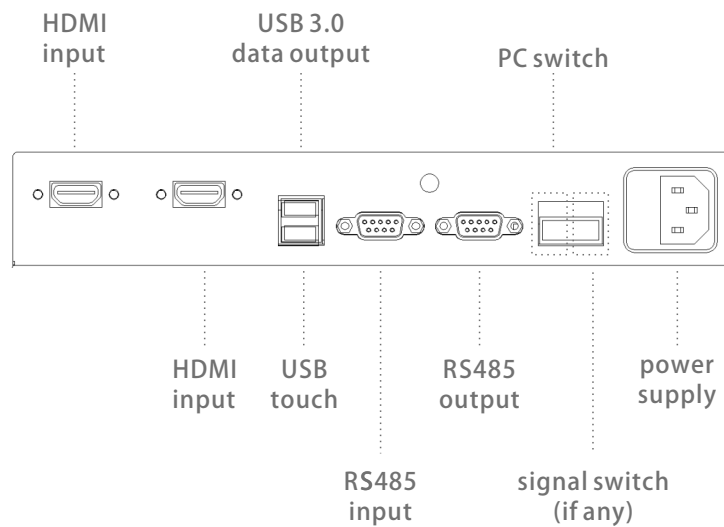 HDMI
input
USB 3.0
data output
PC switch
HDMI
input
USB
touch
RS485
output
power
supply
RS485
input
signal switch
(if any)